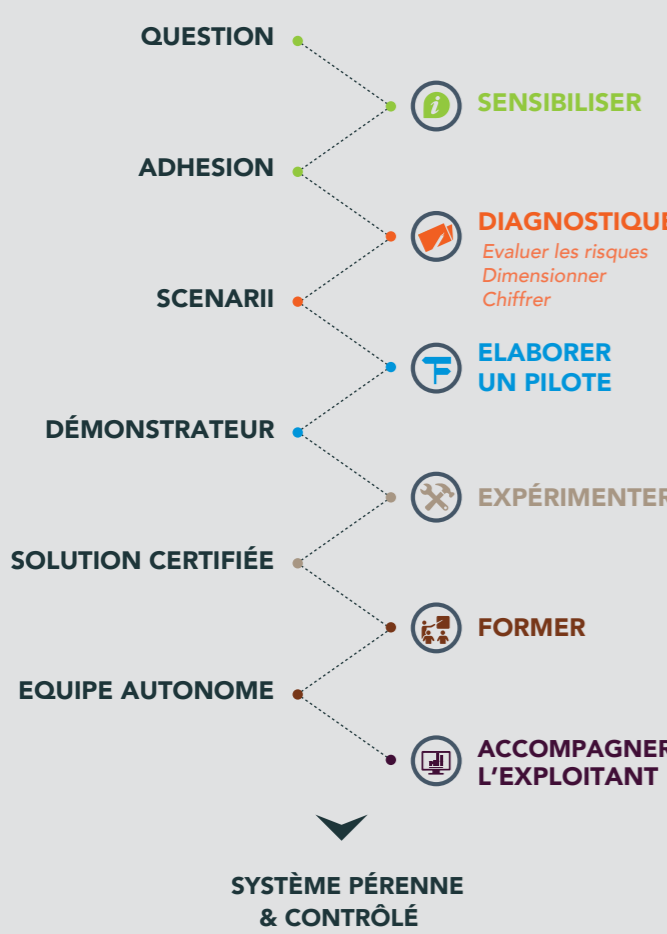 QUESTION
SENSIBILISER
ADHESION
DIAGNOSTIQUE
Evaluer les risques
Dimensionner
Chiffrer
SCENARII
ELABORER
UN PILOTE
DÉMONSTRATEUR
EXPÉRIMENTER
SOLUTION CERTIFIÉE
FORMER
EQUIPE AUTONOME
ACCOMPAGNER
L'EXPLOITANT
SYSTÈME PÉRENNE
& CONTRÔLÉ